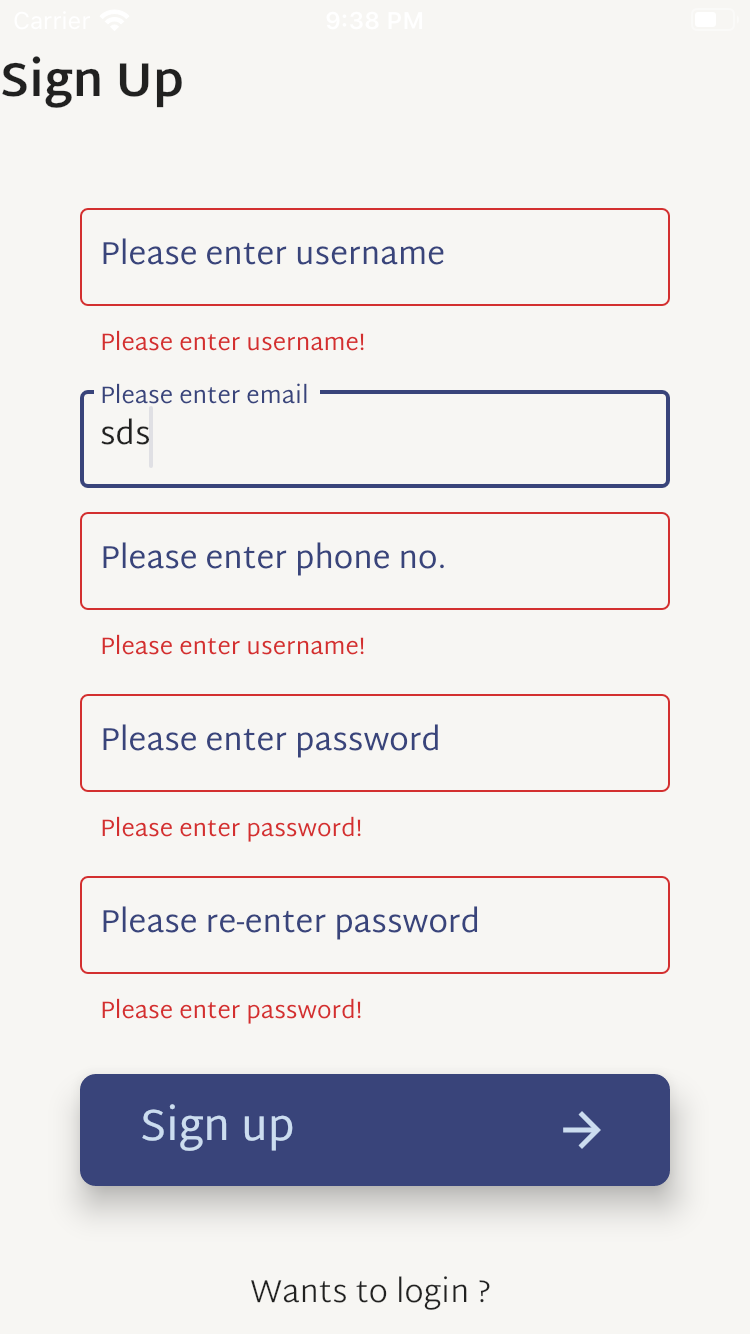 Carrier 9:38 PM
Sign Up
Please enter username
Please enter username!
Please enter email
sds
Please enter phone no.
Please enter username!
Please enter password
Please enter password!
Please re-enter password
Please enter password!
Sign up
Wants to login ?